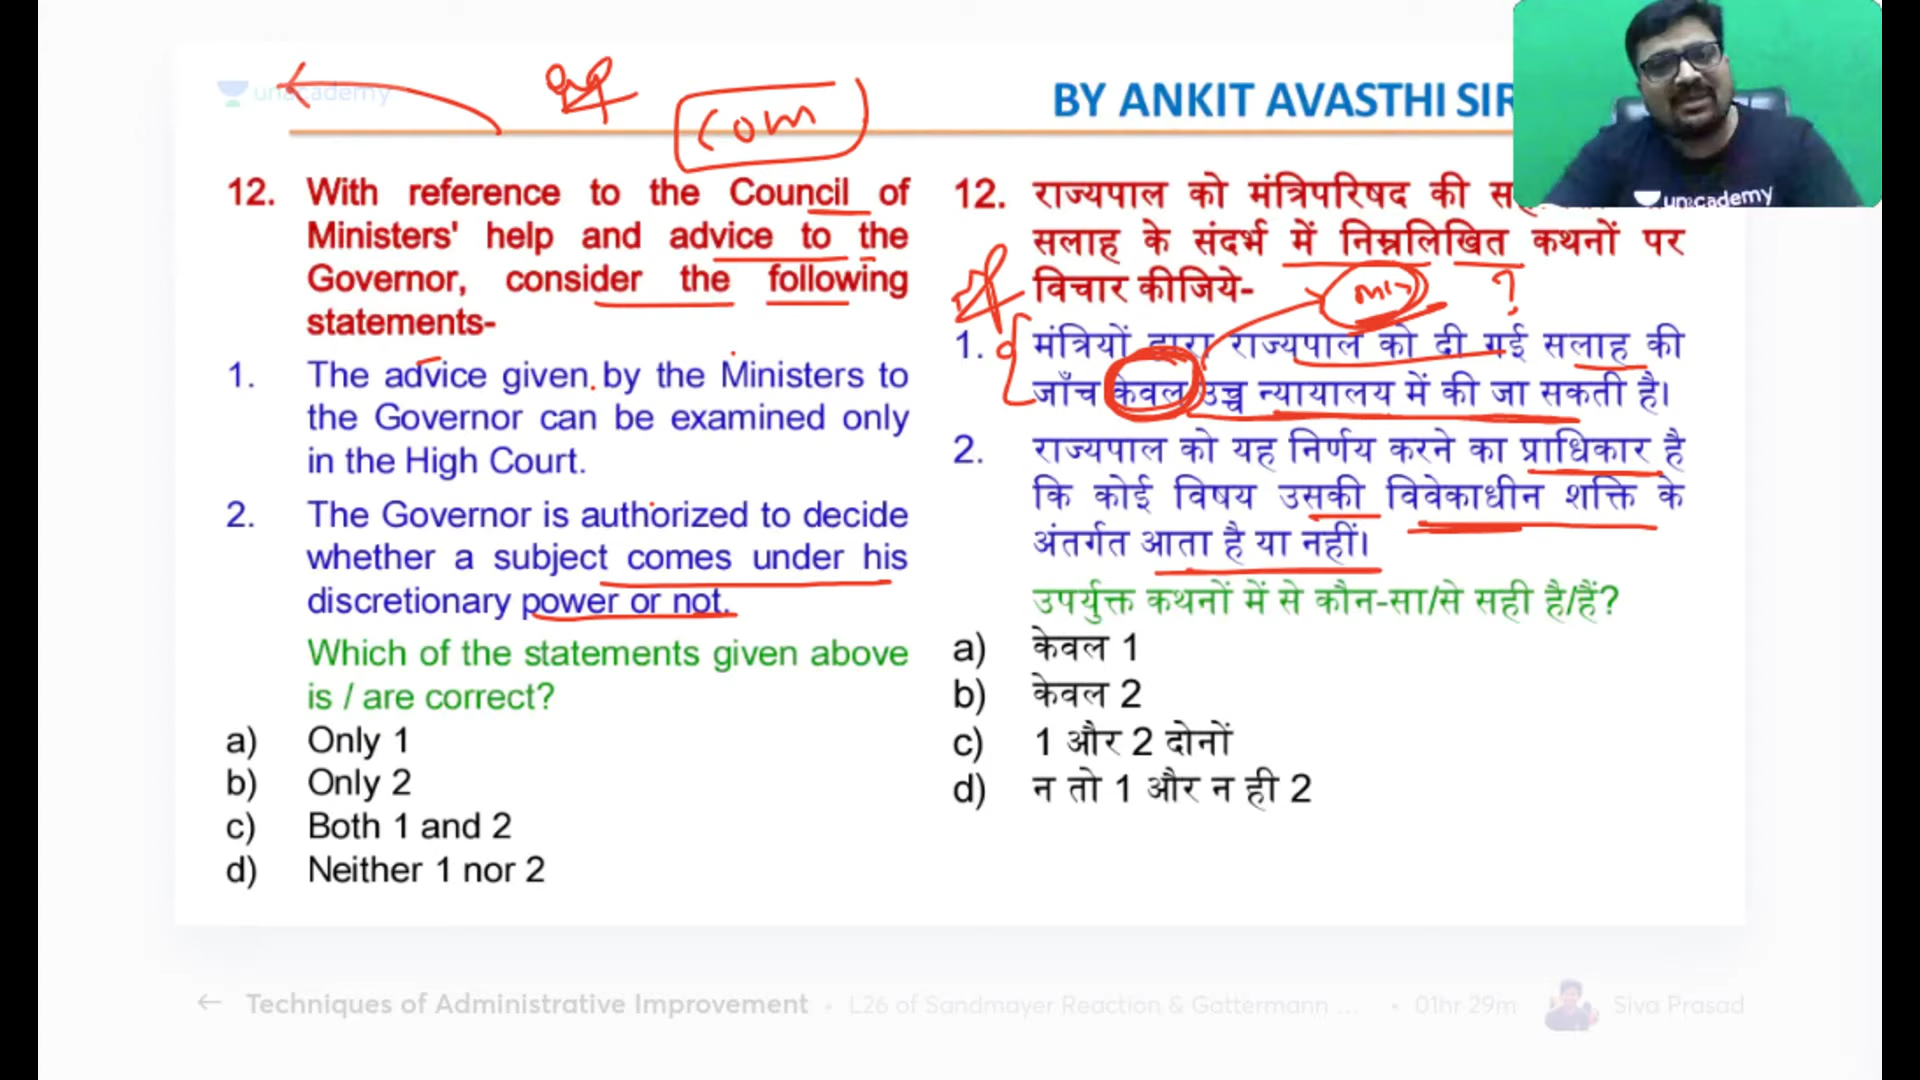 unacademy
com
BY ANKIT AVASTHI SIR
unacademy
12. With reference to the Council of
Ministers' help and advice to the
Governor, consider the following
statements-
1. The advice given by the Ministers to
the Governor can be examined only
in the High Court.
2. The Governor is authorized to decide
whether a subject comes under his
discretionary power or not.
Which of the statements given above
is / are correct?
a) Only 1
b) Only 2
c) Both 1 and 2
d) Neither 1 nor 2
12. राज्यपाल को मंत्रिपरिषद की
सलाह के संदर्भ में निम्नलिखित कथनों पर
विचार कीजिये-
?
1. मंत्रियों द्वारा राज्यपाल को दी गई सलाह की
जाँच केवल उच्च न्यायालय में की जा सकती है।
2. राज्यपाल को यह निर्णय करने का प्राधिकार है
कि कोई विषय उसकी विवेकाधीन शक्ति के
अंतर्गत आता है या नहीं।
उपर्युक्त कथनों में से कौन-सा/से सही है/हैं?
a) केवल 1
b) केवल 2
c) 1 और 2 दोनों
d) न तो 1 और न ही 2
← Techniques of Administrative Improvement • L26 of Sandmayer Reaction & Gattermann ... • 01hr 29m Siva Prasad